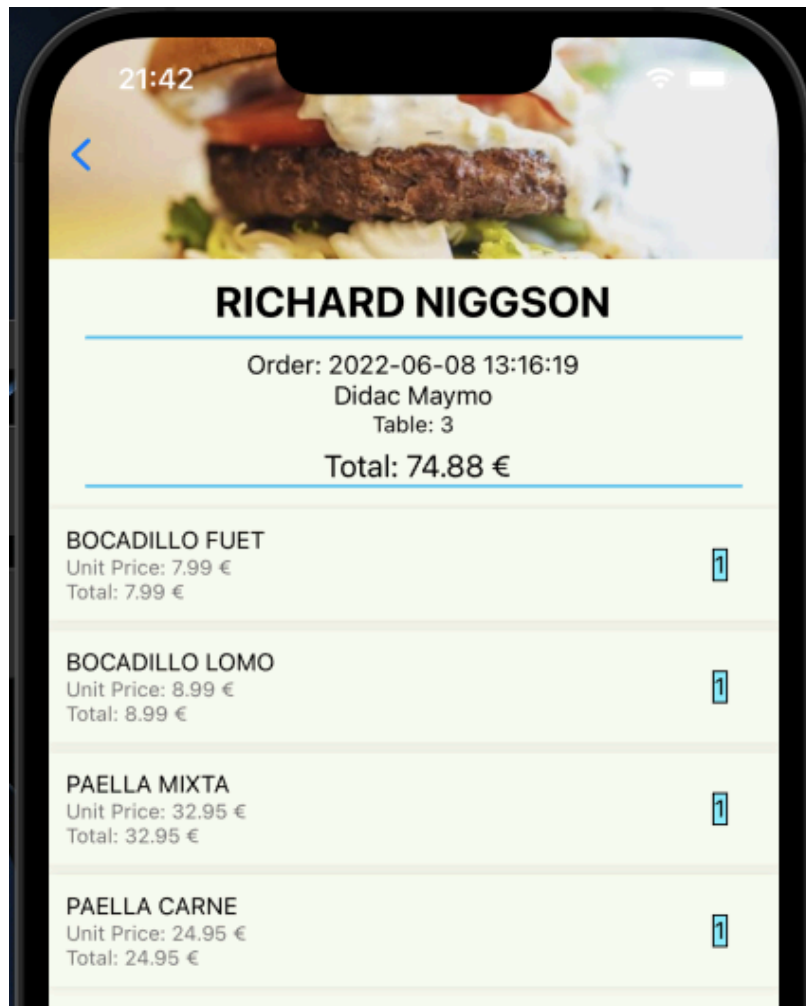 21:42
RICHARD NIGGSON
Order: 2022-06-08 13:16:19
Didac Maymo
Table: 3
Total: 74.88 €
BOCADILLO FUET
Unit Price: 7.99 €
Total: 7.99 €
1
BOCADILLO LOMO
Unit Price: 8.99 €
Total: 8.99 €
1
PAELLA MIXTA
Unit Price: 32.95 €
Total: 32.95 €
1
PAELLA CARNE
Unit Price: 24.95 €
Total: 24.95 €
1